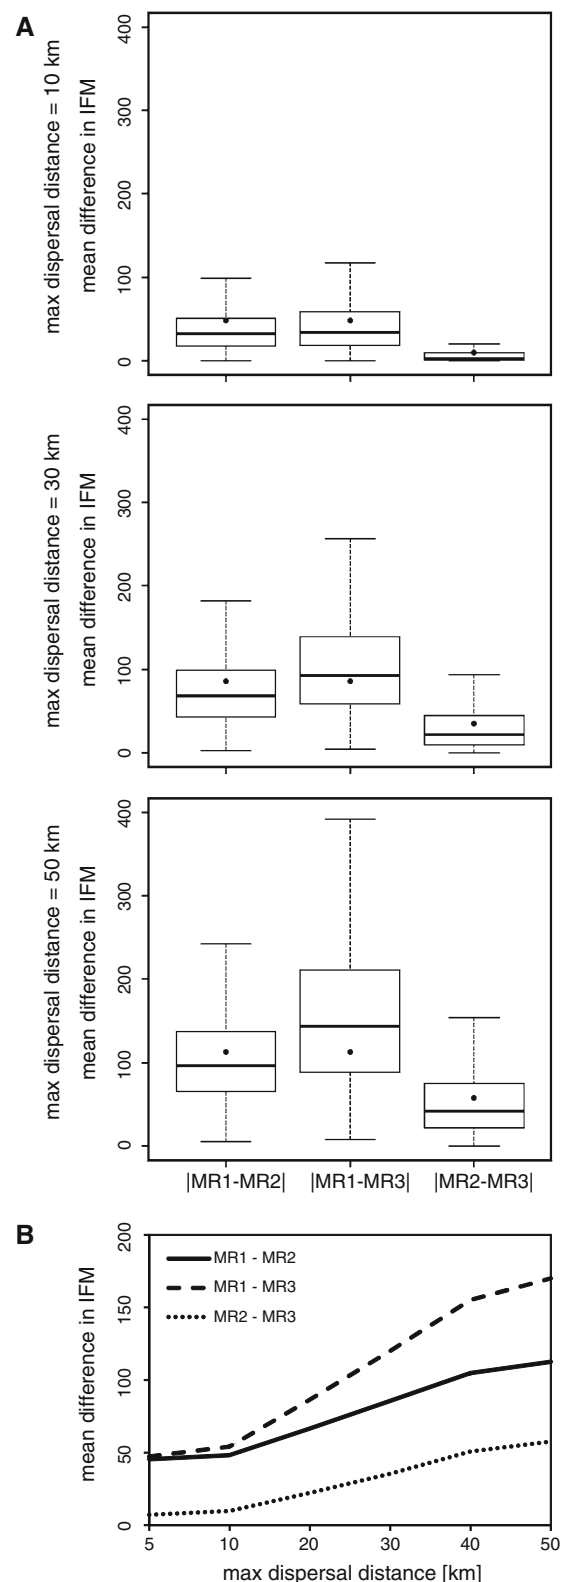 A
max dispersal distance = 10 km
mean difference in IFM
400
300
200
100
0
max dispersal distance = 30 km
mean difference in IFM
400
300
200
100
0
max dispersal distance = 50 km
mean difference in IFM
400
300
200
100
0
|MR1-MR2| |MR1-MR3| |MR2-MR3|
B
mean difference in IFM
200
150
100
50
0
MR1 - MR2
MR1 - MR3
MR2 - MR3
5 10 20 30 40 50
max dispersal distance [km]